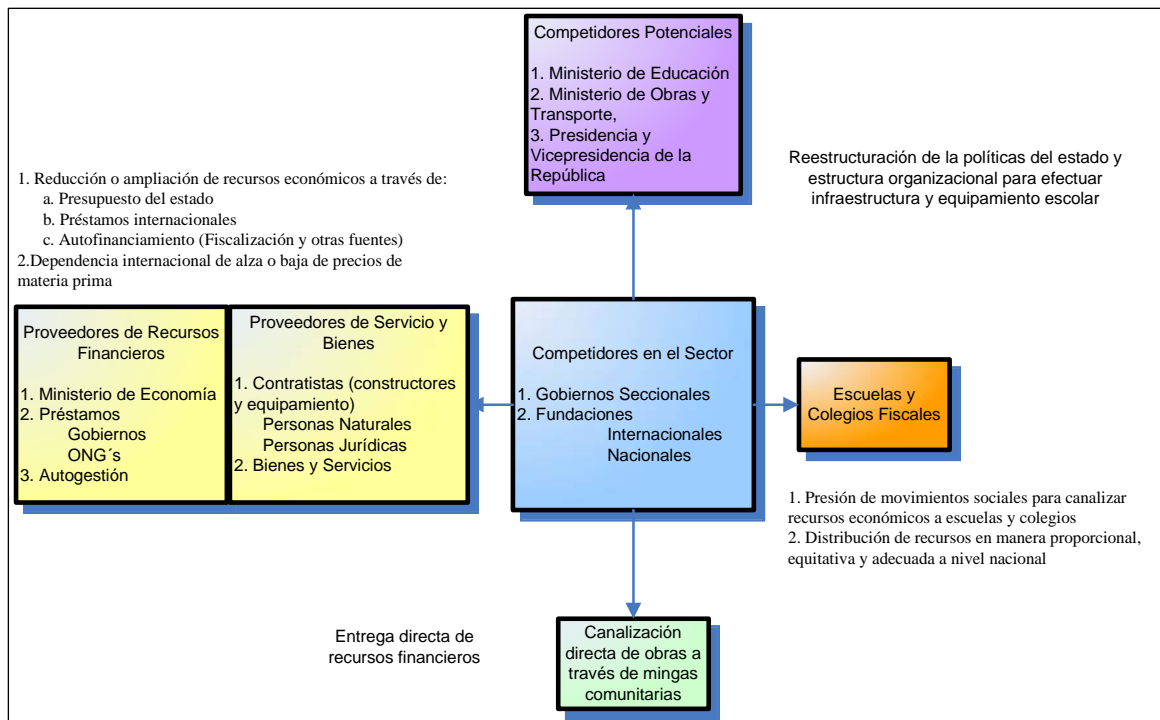 Competidores Potenciales
1. Ministerio de Educación
2. Ministerio de Obras y
Transporte,
3. Presidencia y
Vicepresidencia de la
República
Reestructuración de la políticas del estado y
estructura organizacional para efectuar
infraestructura y equipamiento escolar
1. Reducción o ampliación de recursos económicos a través de:
a. Presupuesto del estado
b. Préstamos internacionales
c. Autofinanciamiento (Fiscalización y otras fuentes)
2.Dependencia internacional de alza o baja de precios de
materia prima
Proveedores de Recursos
Financieros
1. Ministerio de Economía
2. Préstamos
Gobiernos
ONG´s
3. Autogestión
Proveedores de Servicio y
Bienes
1. Contratistas (constructores
y equipamiento)
Personas Naturales
Personas Jurídicas
2. Bienes y Servicios
Competidores en el Sector
1. Gobiernos Seccionales
2. Fundaciones
Internacionales
Nacionales
Escuelas y
Colegios Fiscales
1. Presión de movimientos sociales para canalizar
recursos económicos a escuelas y colegios
2. Distribución de recursos en manera proporcional,
equitativa y adecuada a nivel nacional
Entrega directa de
recursos financieros
Canalización
directa de obras a
través de mingas
comunitarias